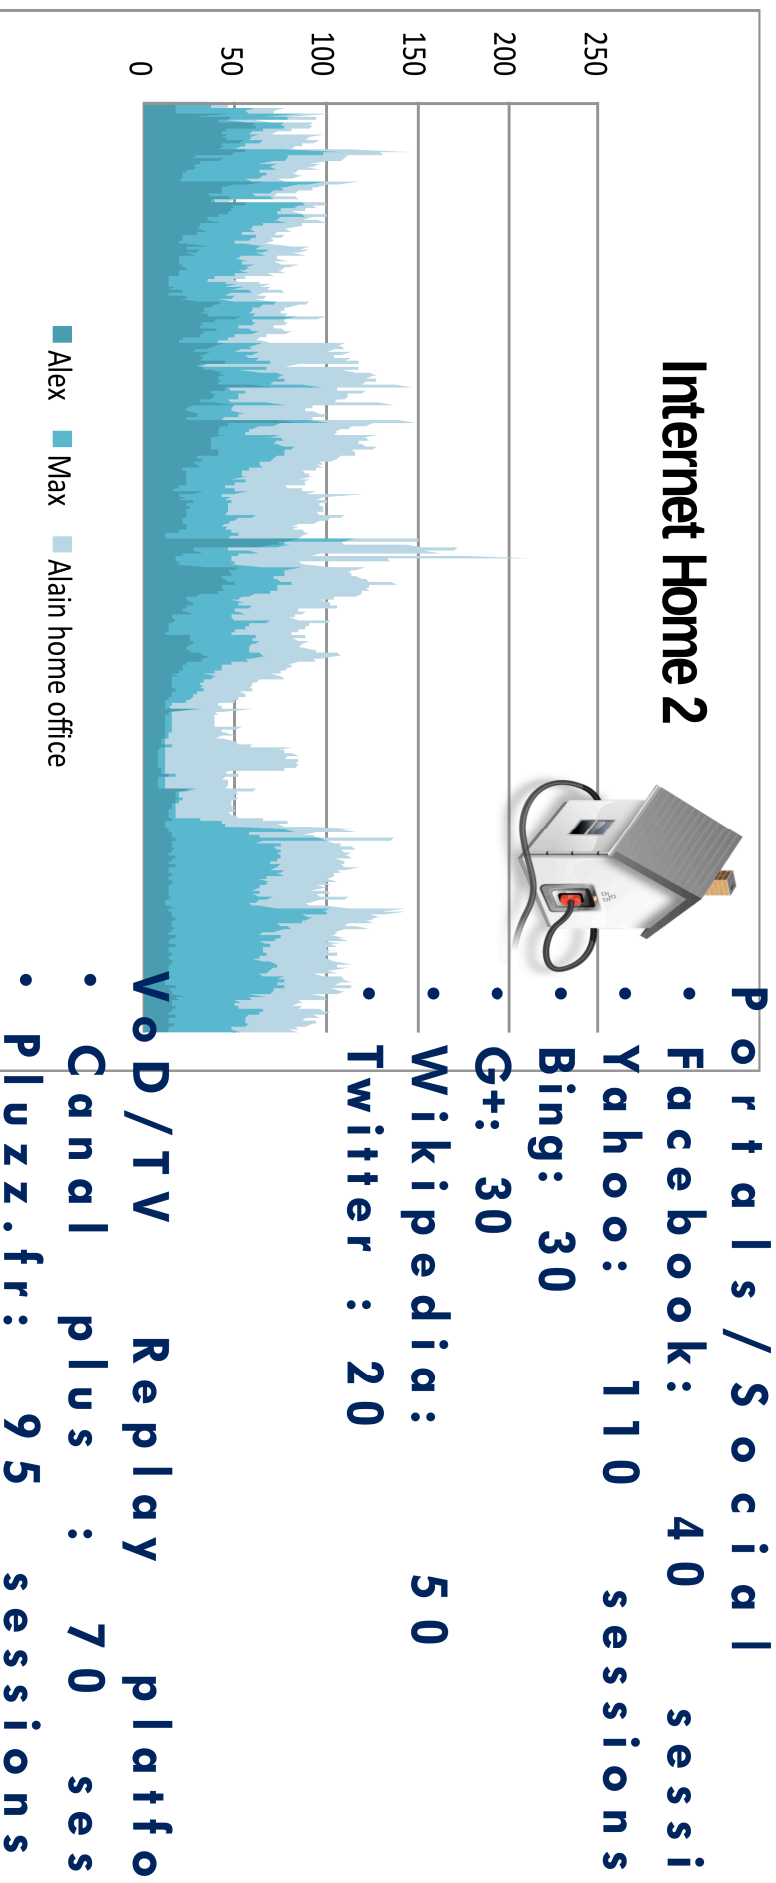 Internet Home 2
250
200
150
100
50
0
Alex Max Alain home office
Portals/Social
• Facebook: 40 sessi
• Yahoo: 110 sessions
• Bing: 30
• G+: 30
• Wikipedia: 50
• Twitter : 20
VoD/TV Replay platfo
• Canal plus : 70 ses
• Pluzz.fr: 95 sessions